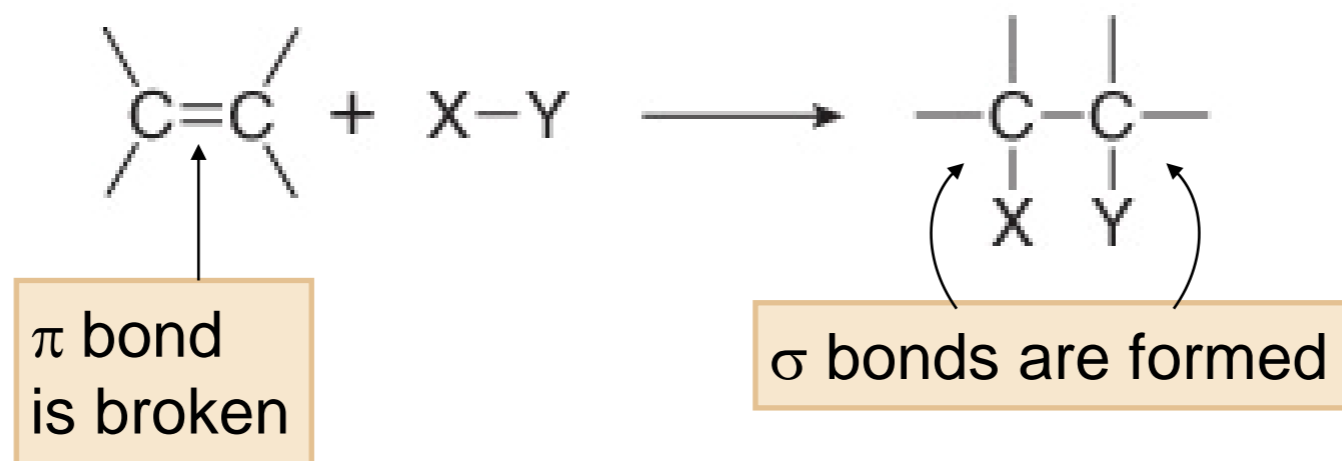 C=C + X—Y → —C—C—
X Y
π bond
is broken
σ bonds are formed